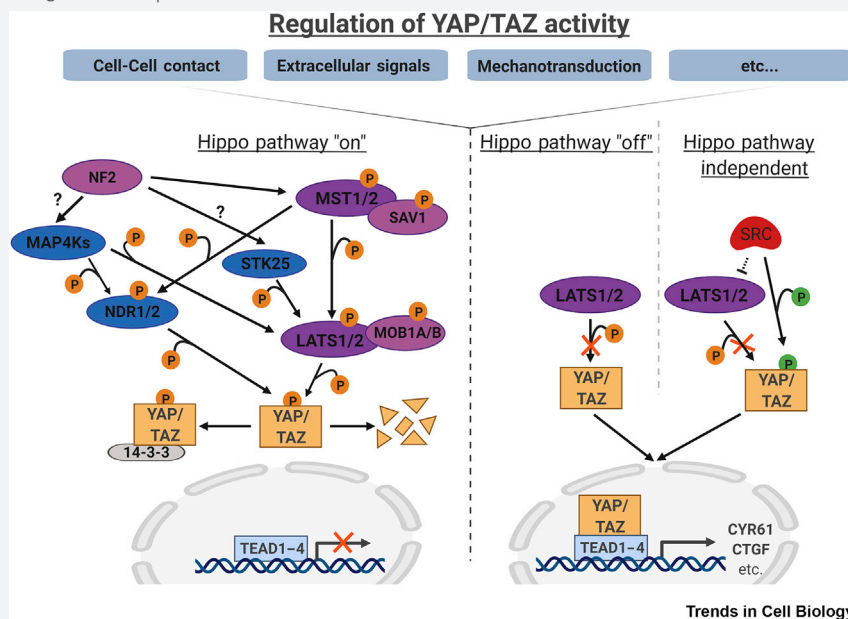 Regulation of YAP/TAZ activity
Cell-Cell contact
Extracellular signals
Mechanotransduction
etc...
Hippo pathway "on"
Hippo pathway "off"
Hippo pathway
independent
NF2
?
?
MAP4Ks
P
P
STK25
P
MST1/2
P
SAV1
P
P
NDR1/2
P
P
P
LATS1/2
P
MOB1A/B
P
P
P
P
YAP/
TAZ
14-3-3
P
YAP/
TAZ
TEAD1–4
LATS1/2
P
YAP/
TAZ
SRC
LATS1/2
P
P
P
YAP/
TAZ
YAP/
TAZ
TEAD1–4
CYR61
CTGF
etc.
Trends in Cell Biology